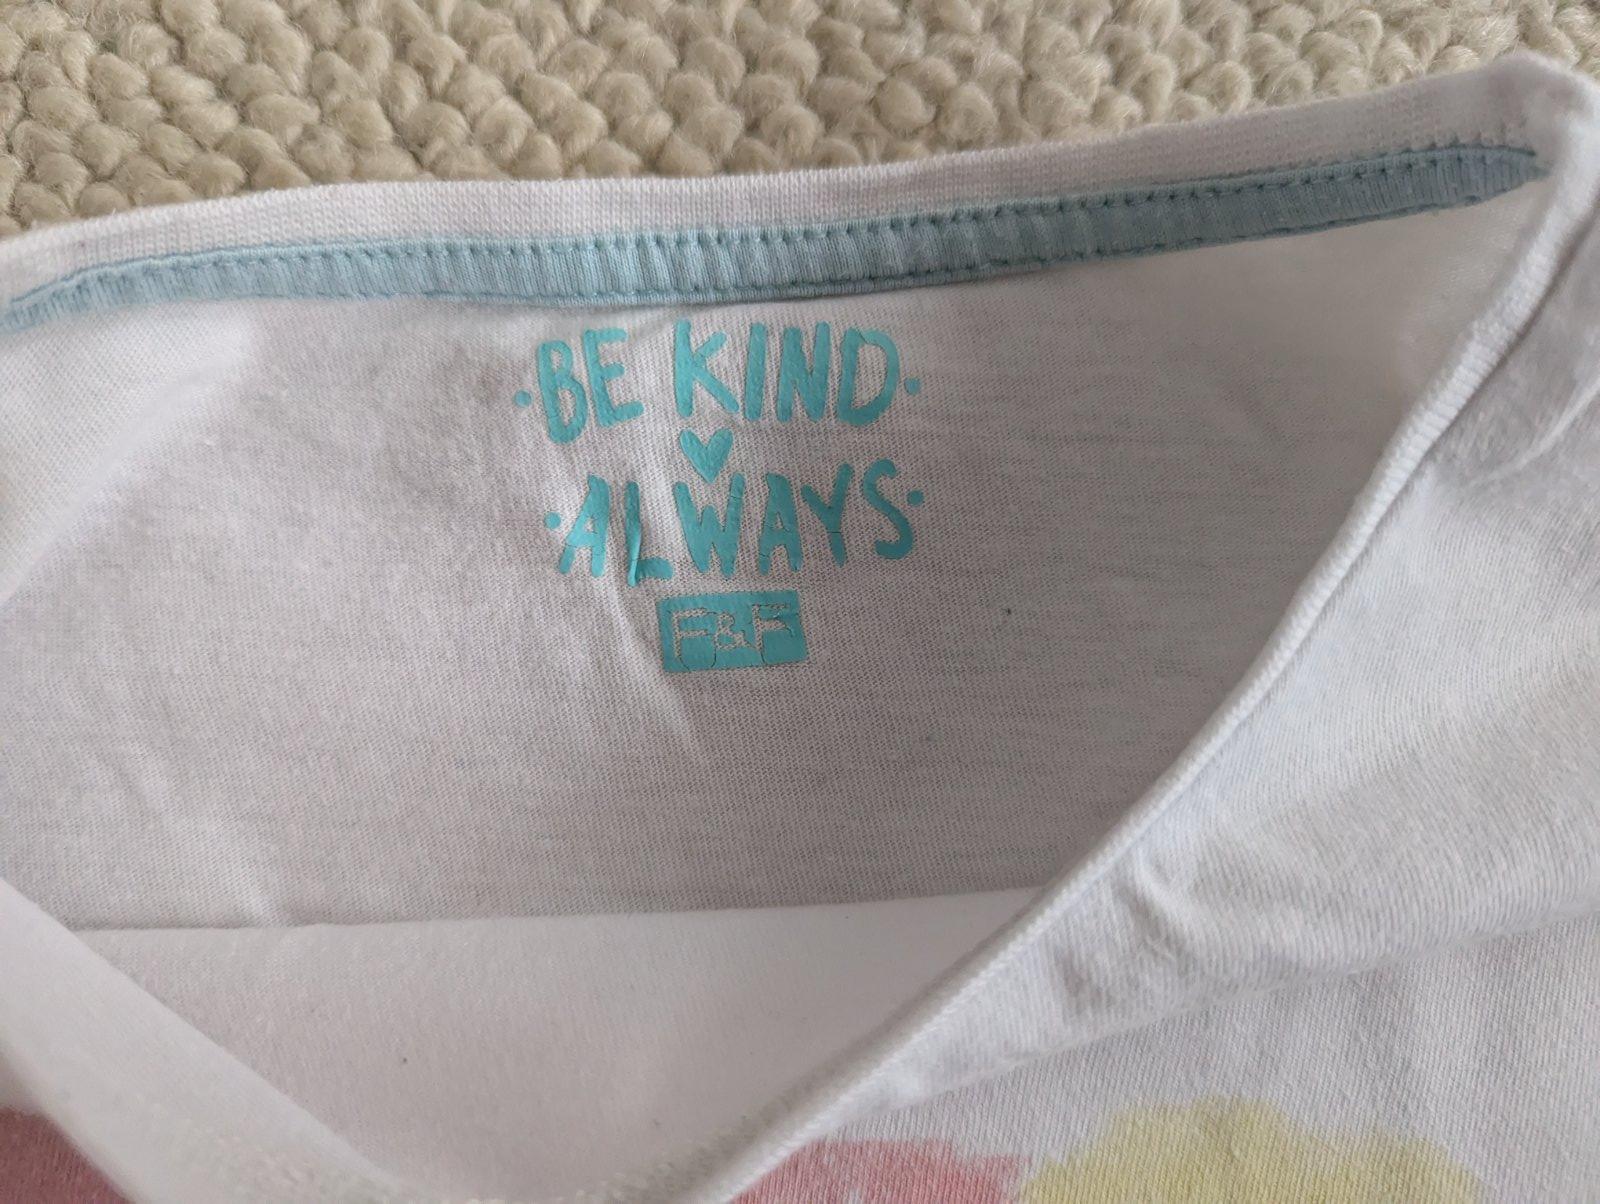 ·BE KIND·
♥
·ALWAYS·
F&F